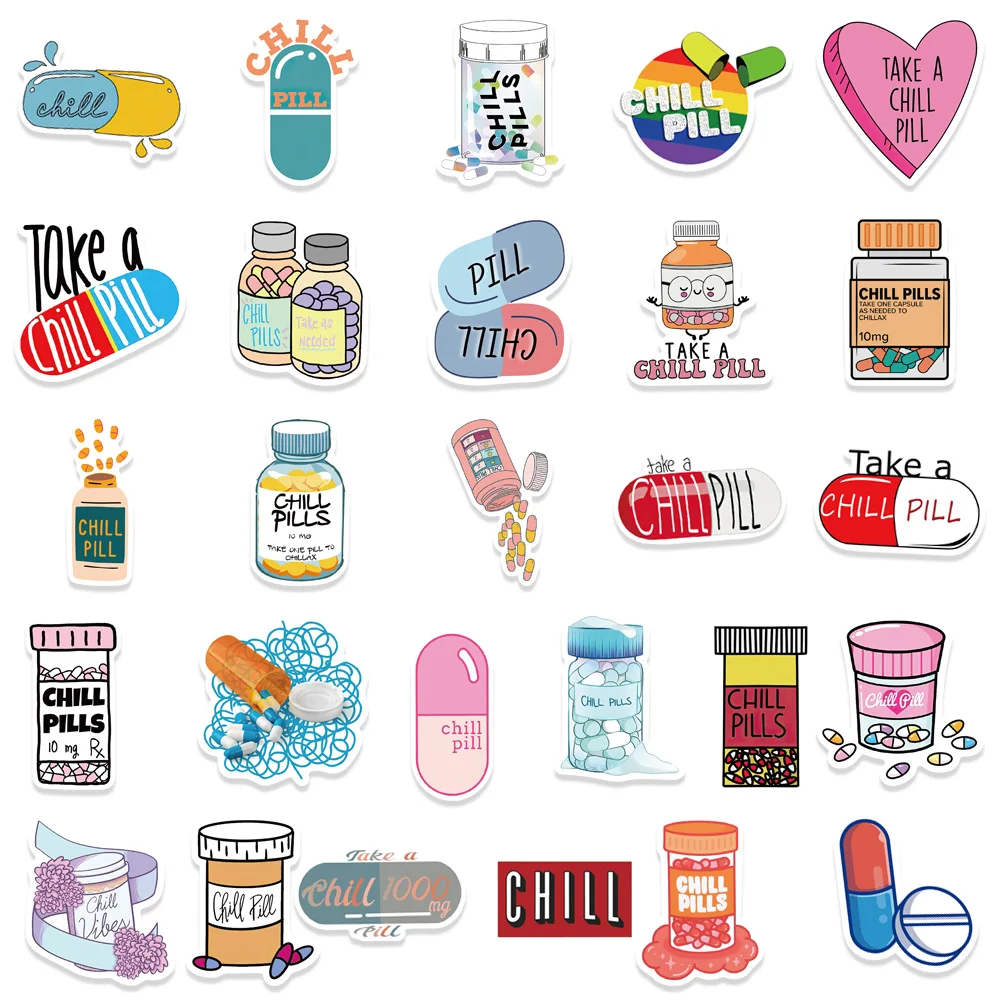 chill
CHILL
PILL
CHILL
PILLS
CHILL
PILL
TAKE A
CHILL
PILL
Take a
Chill Pill
CHILL
PILLS
Take as
Needed
PILL
CHILL
TAKE A
CHILL PILL
CHILL PILLS
TAKE ONE CAPSULE
AS NEEDED TO
CHILLAX
10mg
CHILL
PILL
CHILL
PILLS
10 MG
TAKE ONE PILL TO
CHILLAX
take a
CHILL PILL
Take a
CHILL PILL
CHILL
PILLS
10 mg Rx
chill
pill
CHILL PILLS
CHILL
PILLS
Chill Pill
Chill
Vibes
Chill Pill
Take a
Chill 1000
mg
Pill
CHILL
CHILL
PILLS